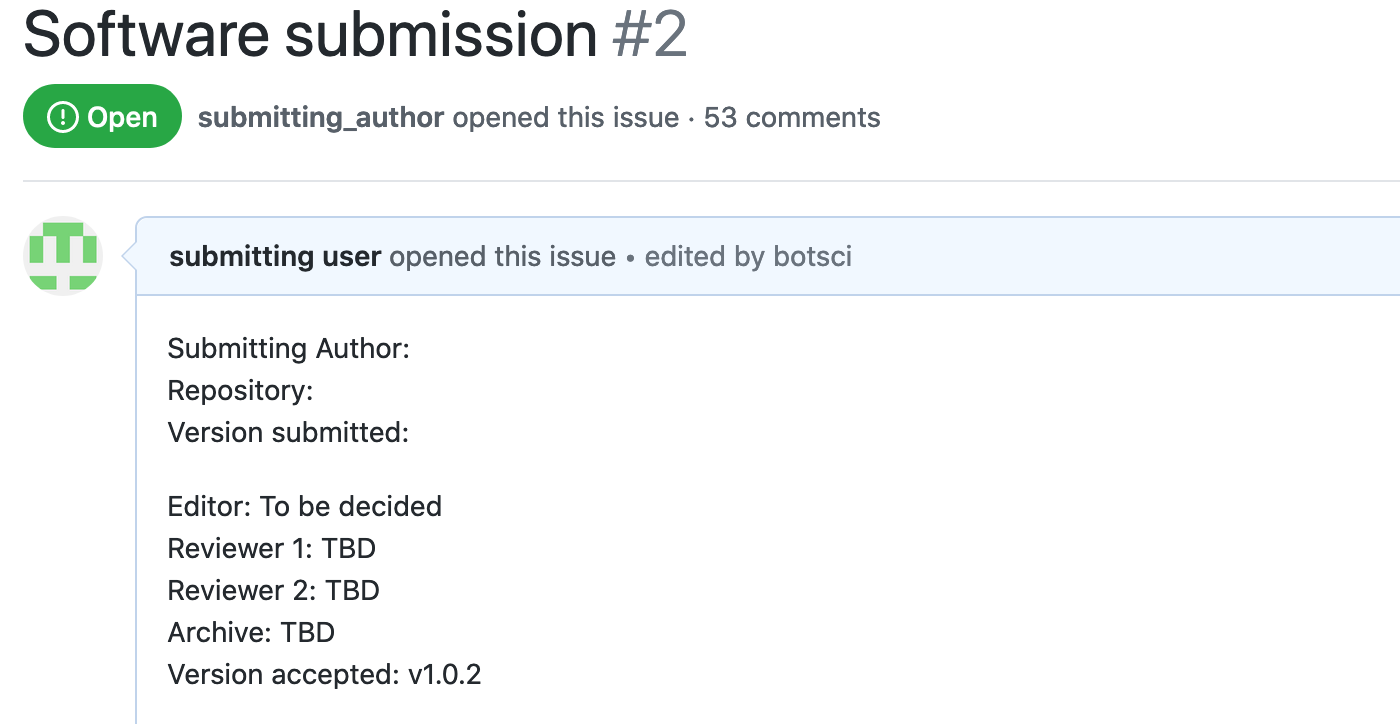 Software submission #2
Open submitting_author opened this issue · 53 comments
submitting user opened this issue • edited by botsci
Submitting Author:
Repository:
Version submitted:
Editor: To be decided
Reviewer 1: TBD
Reviewer 2: TBD
Archive: TBD
Version accepted: v1.0.2